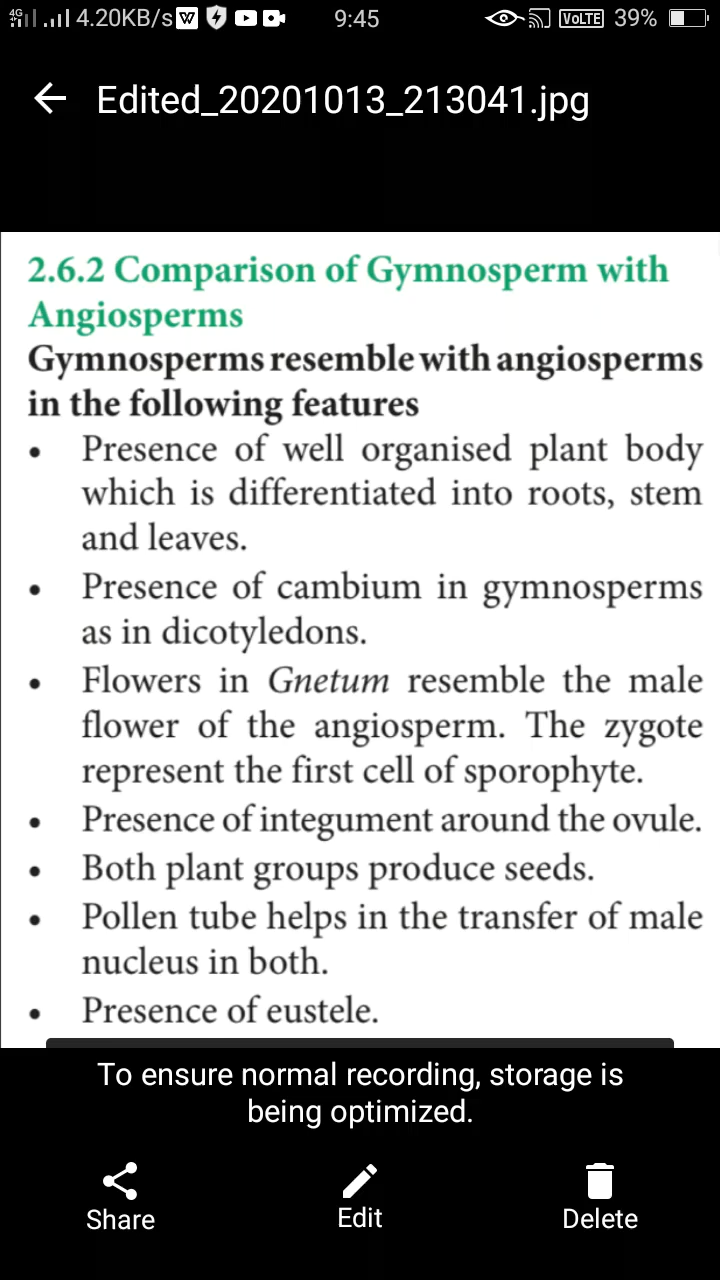 4G 4.20KB/s W 9:45 VoLTE 39%
Edited_20201013_213041.jpg
2.6.2 Comparison of Gymnosperm with
Angiosperms
Gymnosperms resemble with angiosperms
in the following features
• Presence of well organised plant body
which is differentiated into roots, stem
and leaves.
• Presence of cambium in gymnosperms
as in dicotyledons.
• Flowers in Gnetum resemble the male
flower of the angiosperm. The zygote
represent the first cell of sporophyte.
• Presence of integument around the ovule.
• Both plant groups produce seeds.
• Pollen tube helps in the transfer of male
nucleus in both.
• Presence of eustele.
To ensure normal recording, storage is
being optimized.
Share Edit Delete